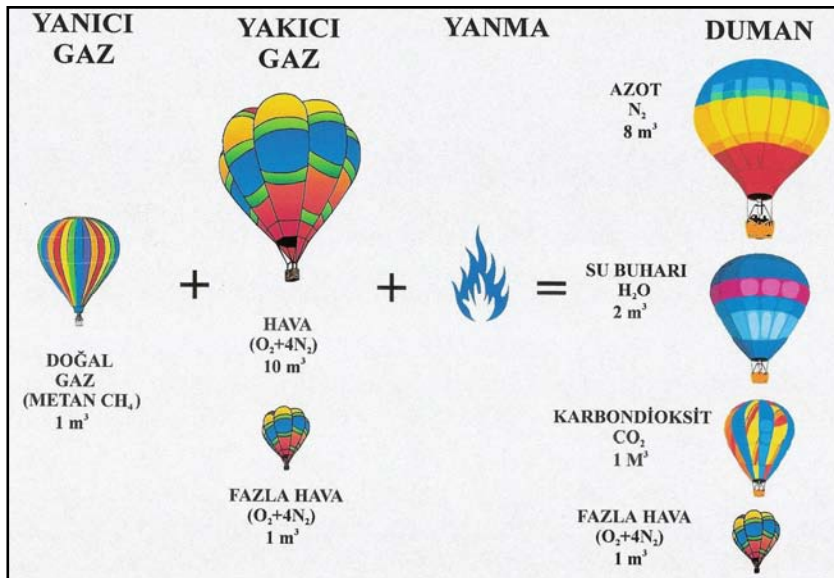 YANICI
GAZ
YAKICI
GAZ
YANMA
DUMAN
DOĞAL
GAZ
(METAN CH₄)
1 m³
+
HAVA
(O₂+4N₂)
10 m³
FAZLA HAVA
(O₂+4N₂)
1 m³
+
=
AZOT
N₂
8 m³
SU BUHARI
H₂O
2 m³
KARBONDİOKSİT
CO₂
1 M³
FAZLA HAVA
(O₂+4N₂)
1 m³